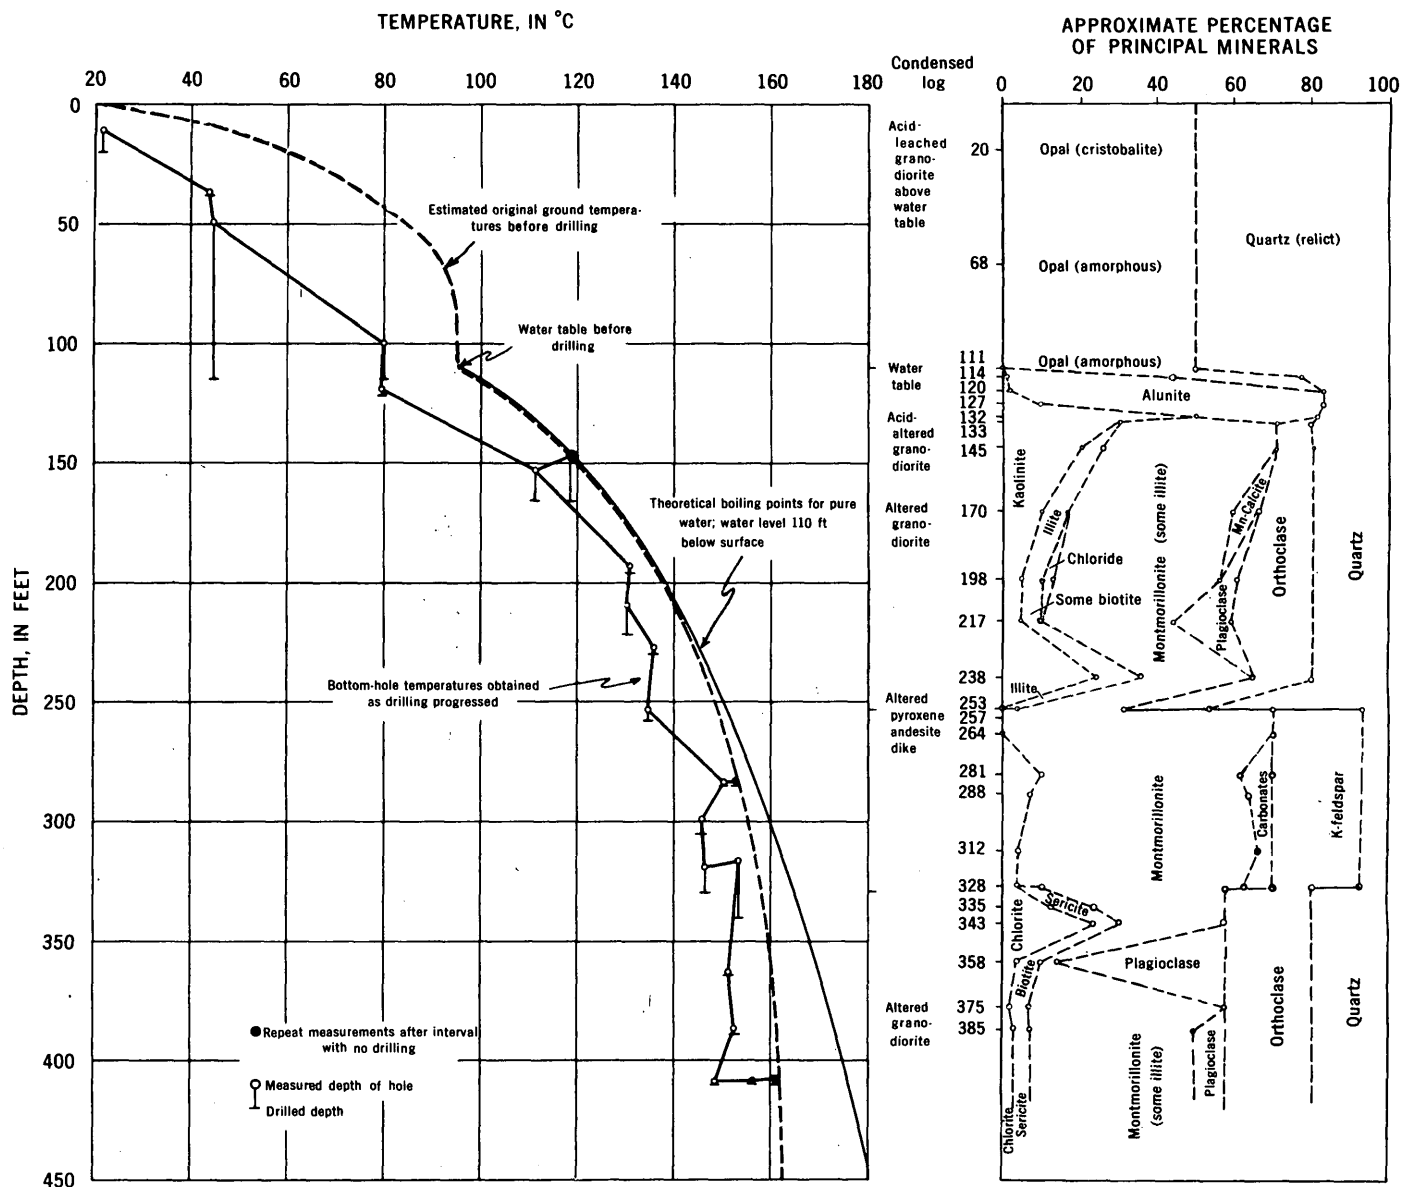 TEMPERATURE, IN °C
20 40 60 80 100 120 140 160 180
DEPTH, IN FEET
0
50
100
150
200
250
300
350
400
450
Estimated original ground tempera-
tures before drilling
Water table before
drilling
Theoretical boiling points for pure
water; water level 110 ft
below surface
Bottom-hole temperatures obtained
as drilling progressed
Repeat measurements after interval
with no drilling
Measured depth of hole
Drilled depth
Condensed
log
Acid-
leached
grano-
diorite
above
water
table
Water
table
Acid-
altered
grano-
diorite
Altered
grano-
diorite
Altered
pyroxene
andesite
dike
Altered
grano-
diorite
APPROXIMATE PERCENTAGE
OF PRINCIPAL MINERALS
0 20 40 60 80 100
20
68
111
114
120
127
132
133
145
170
198
217
238
253
257
264
281
288
312
328
335
343
358
375
385
Opal (cristobalite)
Quartz (relict)
Opal (amorphous)
Opal (amorphous)
Alunite
Kaolinite
Illite
Chloride
Some biotite
Montmorillonite (some illite)
Mn-Calcite
Plagioclase
Orthoclase
Quartz
Illite
Montmorillonite
Carbonates
K-feldspar
Sericite
Chlorite
Biotite
Plagioclase
Orthoclase
Quartz
Chlorite
Sericite
Montmorillonite
(some illite)
Plagioclase